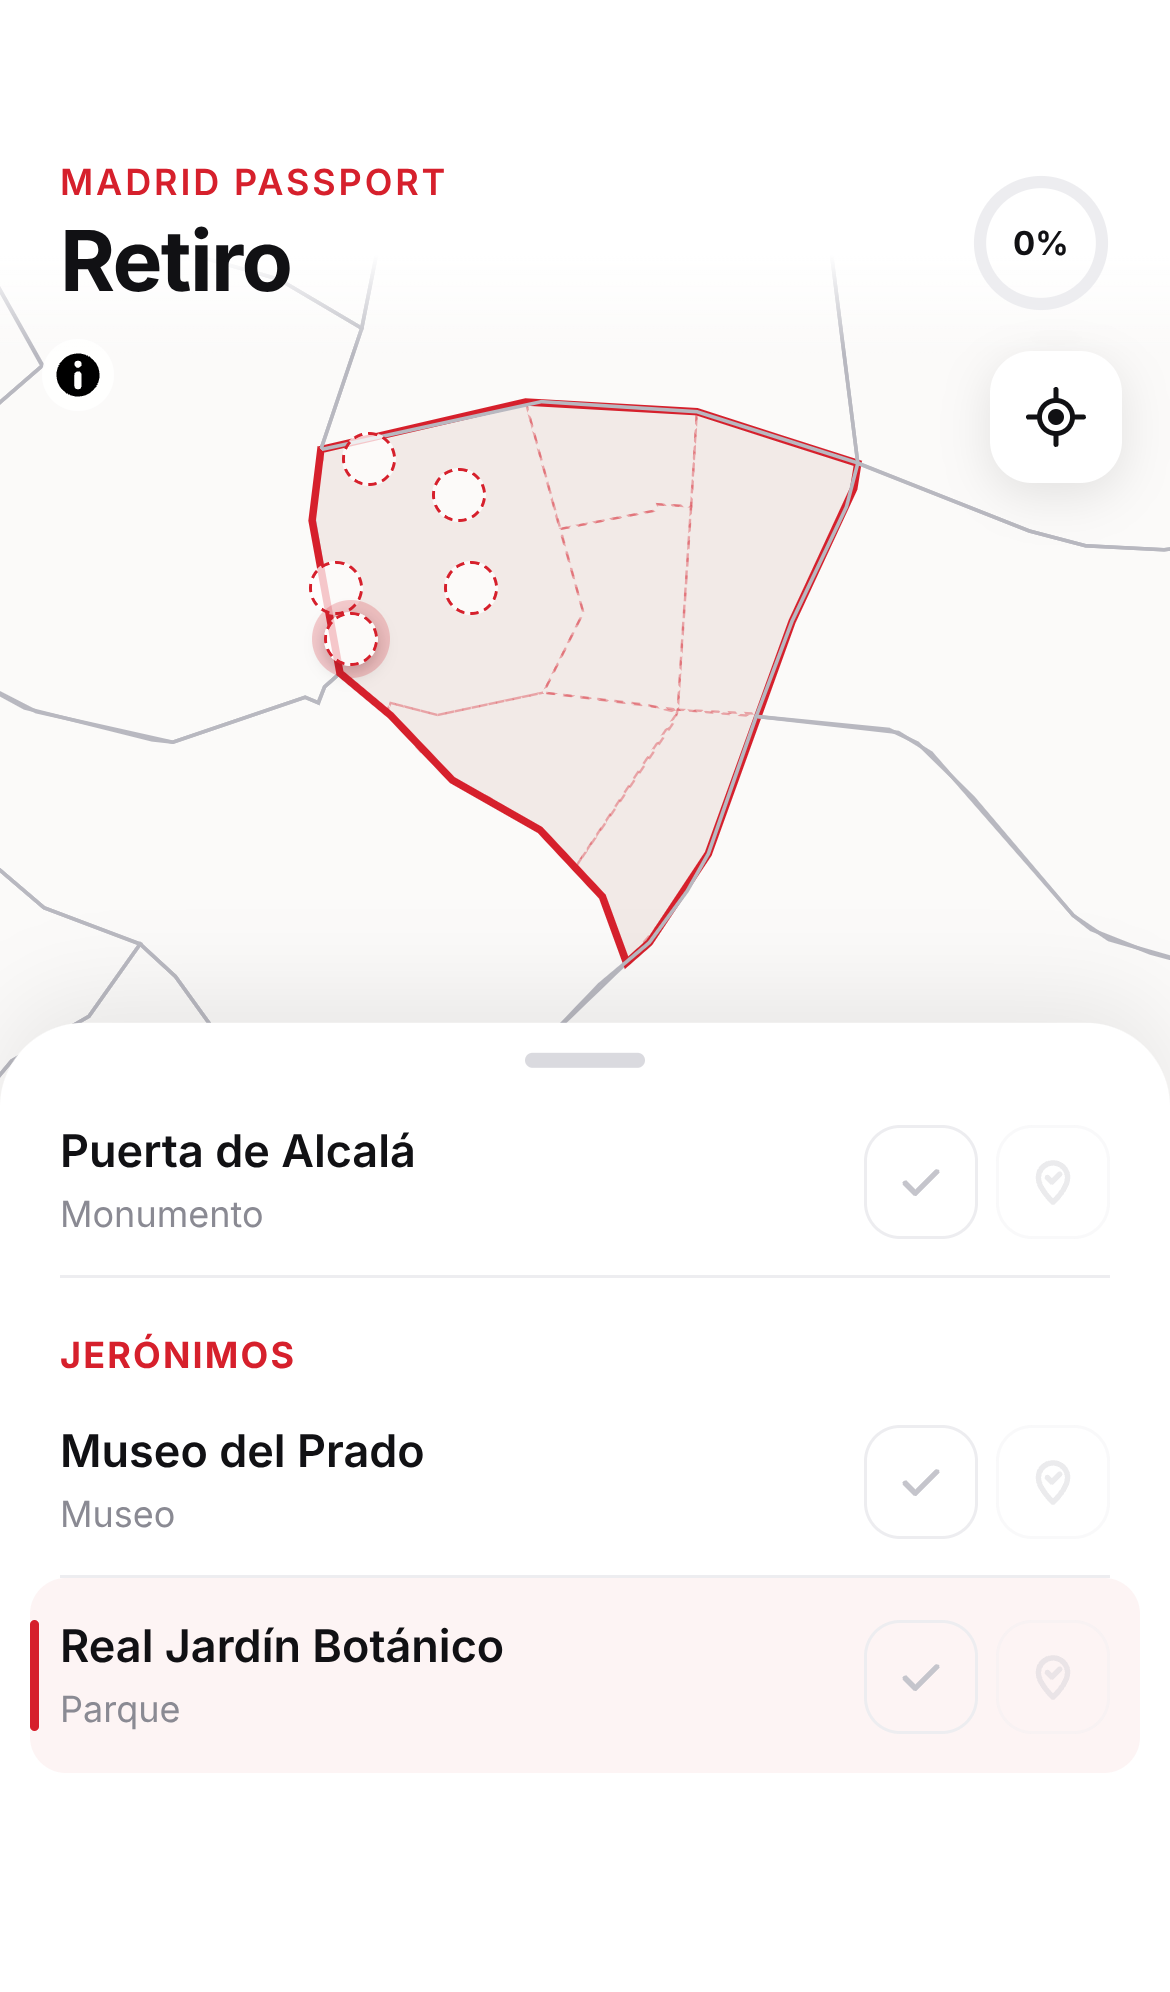 MADRID PASSPORT
Retiro
0%
Puerta de Alcalá
Monumento
JERÓNIMOS
Museo del Prado
Museo
Real Jardín Botánico
Parque